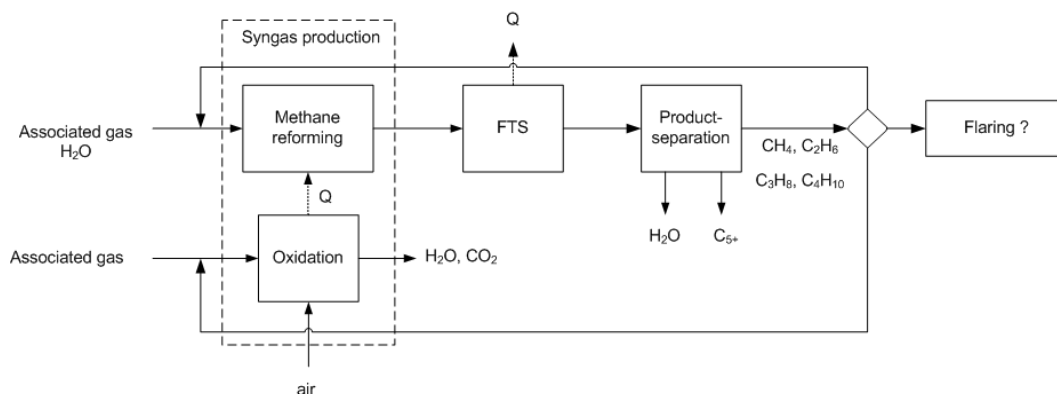 Q
Syngas production
Associated gas
H₂O
Methane
reforming
FTS
Product-
separation
CH₄, C₂H₆
C₃H₈, C₄H₁₀
Flaring ?
Q
H₂O
C₅₊
Associated gas
Oxidation
H₂O, CO₂
air